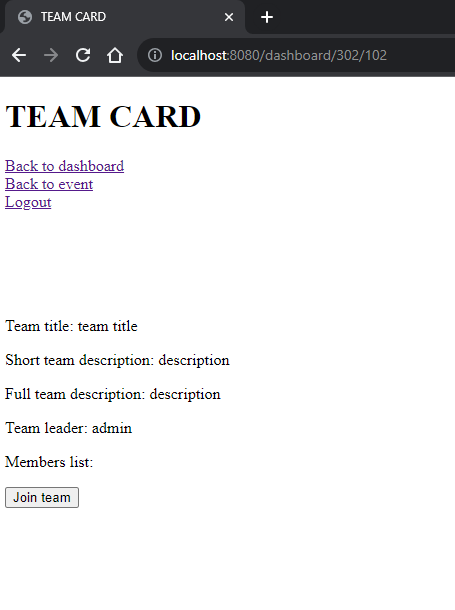 TEAM CARD
localhost:8080/dashboard/302/102
TEAM CARD
Back to dashboard
Back to event
Logout
Team title: team title
Short team description: description
Full team description: description
Team leader: admin
Members list:
Join team